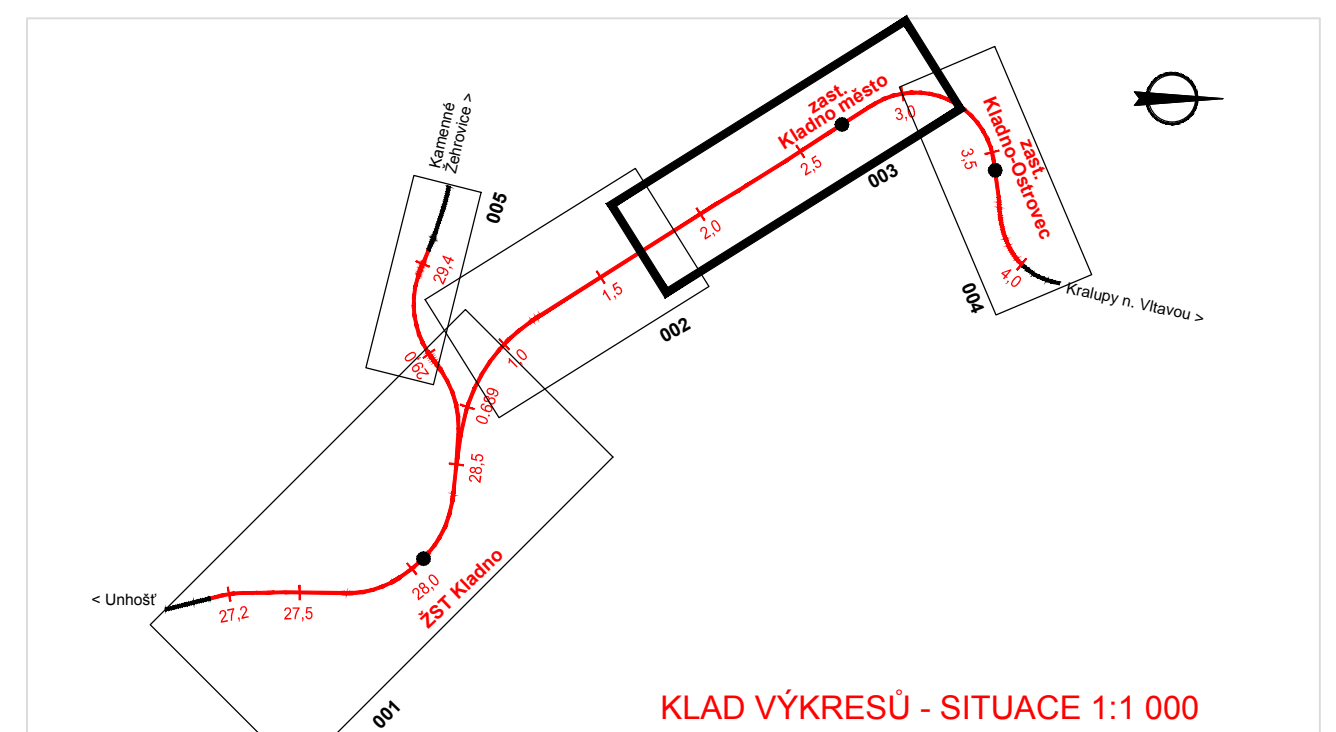 Kamenné
Žehrovice >
005
29,4
29,0
zast.
Kladno město
3,0
2,5
003
2,0
1,5
002
1,0
0.689
zast.
Kladno-Ostrovec
3,5
4,0
004
Kralupy n. Vltavou >
28,5
28,0
ŽST Kladno
< Unhošť
27,2
27,5
001
KLAD VÝKRESŮ - SITUACE 1:1 000